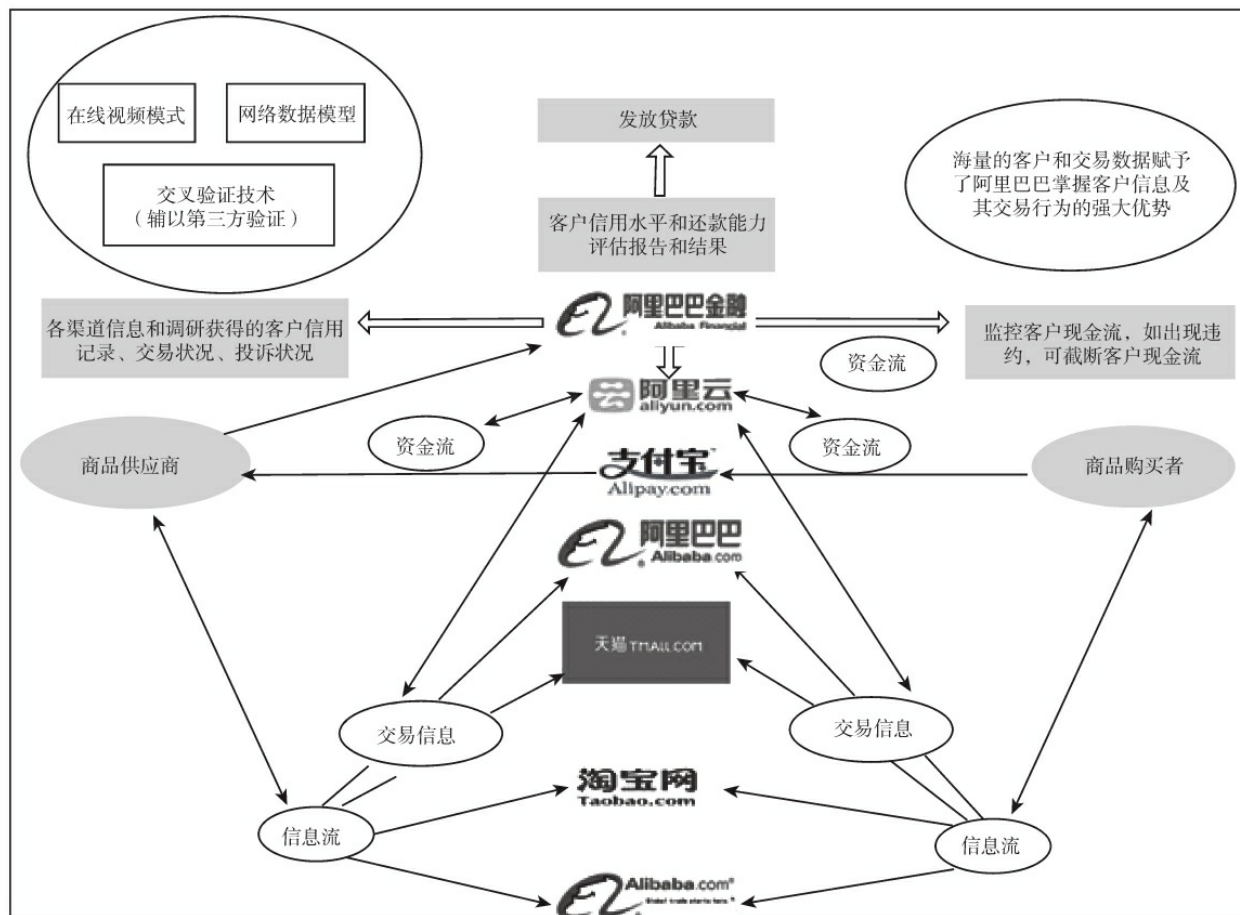 在线视频模式
网络数据模型
交叉验证技术
（辅以第三方验证）
发放贷款
客户信用水平和还款能力
评估报告和结果
海量的客户和交易数据赋予
了阿里巴巴掌握客户信息及
其交易行为的强大优势
各渠道信息和调研获得的客户信用
记录、交易状况、投诉状况
阿里巴巴金融
Alibaba Financial
监控客户现金流，如出现违
约，可截断客户现金流
资金流
阿里云
aliyun.com
资金流
资金流
商品供应商
支付宝
Alipay.com
商品购买者
阿里巴巴
Alibaba.com
天猫TMALL.COM
交易信息
交易信息
淘宝网
Taobao.com
信息流
信息流
Alibaba.com®
Global trade starts here.™